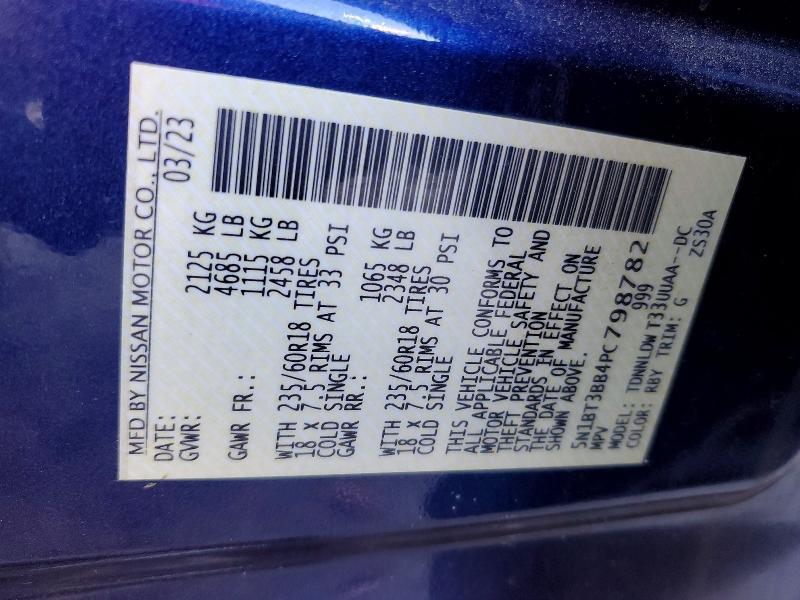 MFD BY NISSAN MOTOR CO., LTD.
DATE: 03/23
GVWR: 2125 KG
4685 LB
GAWR FR.: 1115 KG
2458 LB
WITH 235/60R18 TIRES
18 X 7.5 RIMS AT 33 PSI
COLD SINGLE
GAWR RR.: 1065 KG
2348 LB
WITH 235/60R18 TIRES
18 X 7.5 RIMS AT 30 PSI
COLD SINGLE
THIS VEHICLE CONFORMS TO
ALL APPLICABLE FEDERAL
MOTOR VEHICLE SAFETY AND
THEFT PREVENTION
STANDARDS IN EFFECT ON
THE DATE OF MANUFACTURE
SHOWN ABOVE.
5N1BT3BB4PC798782
MPV 999
MODEL: TDNNLDW T33UUAA--DC
COLOR: RBY TRIM: G ZS30A